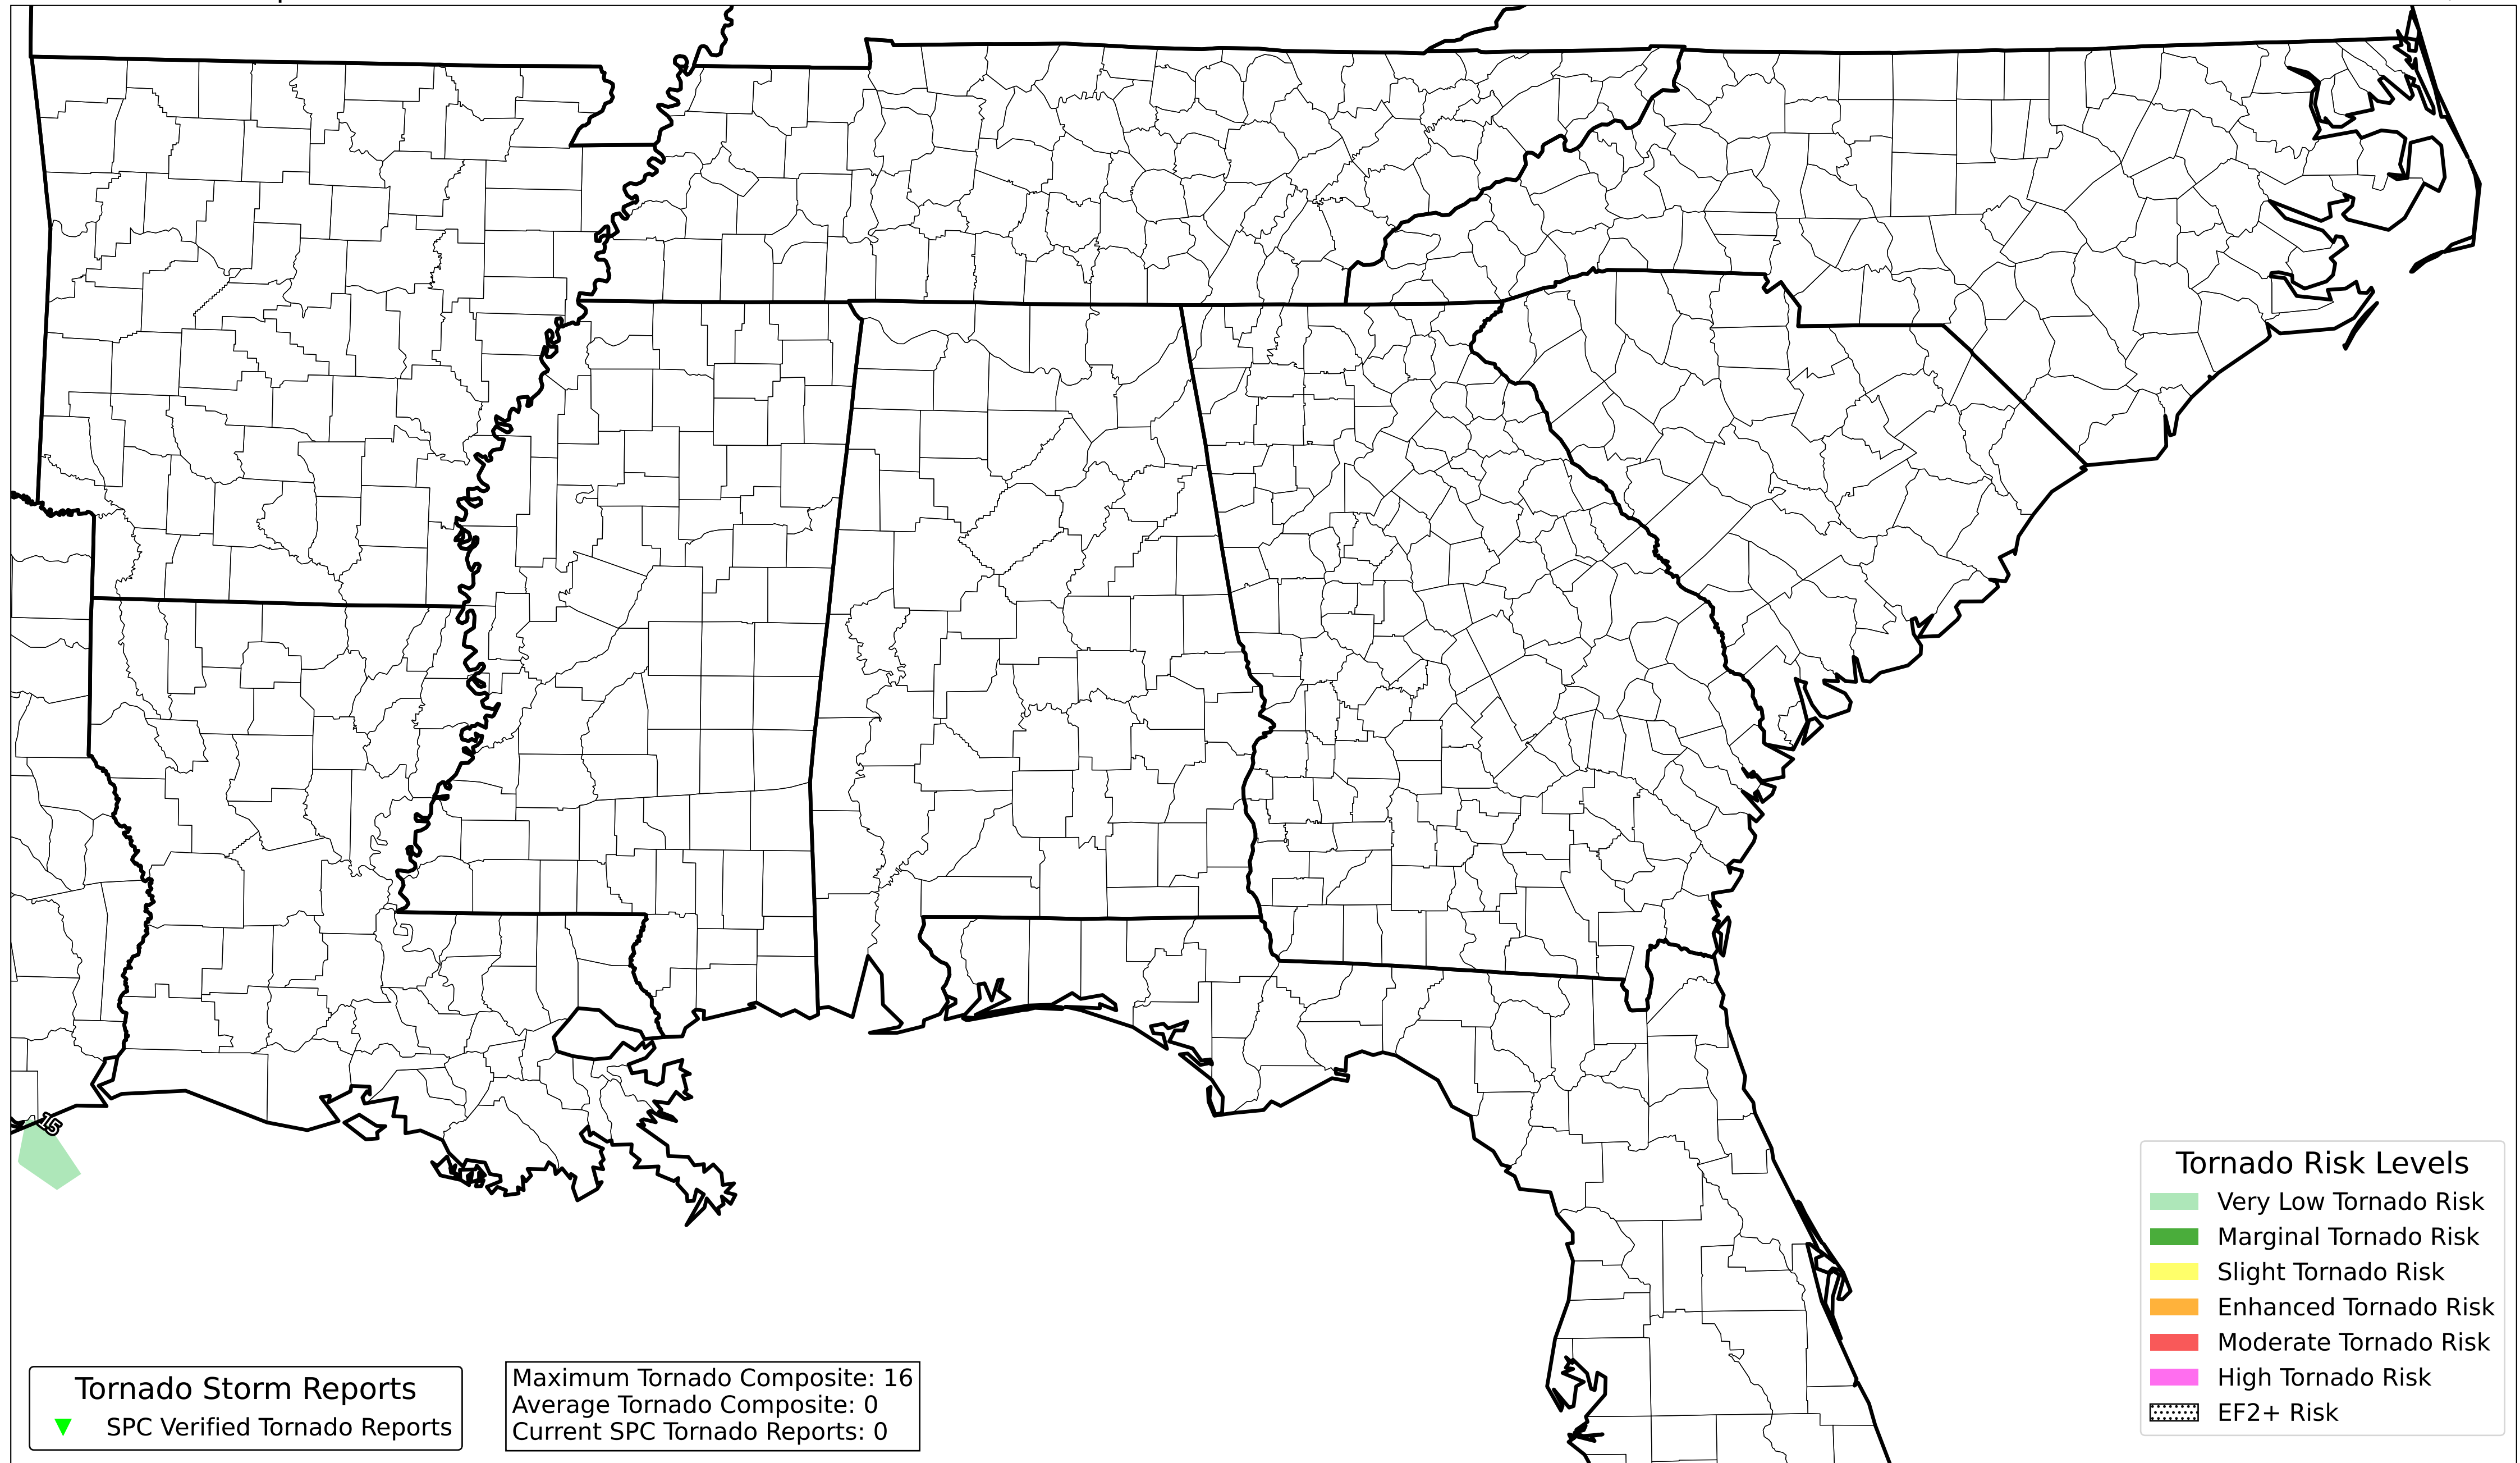 15
Tornado Storm Reports
SPC Verified Tornado Reports
Maximum Tornado Composite: 16
Average Tornado Composite: 0
Current SPC Tornado Reports: 0
Tornado Risk Levels
Very Low Tornado Risk
Marginal Tornado Risk
Slight Tornado Risk
Enhanced Tornado Risk
Moderate Tornado Risk
High Tornado Risk
EF2+ Risk